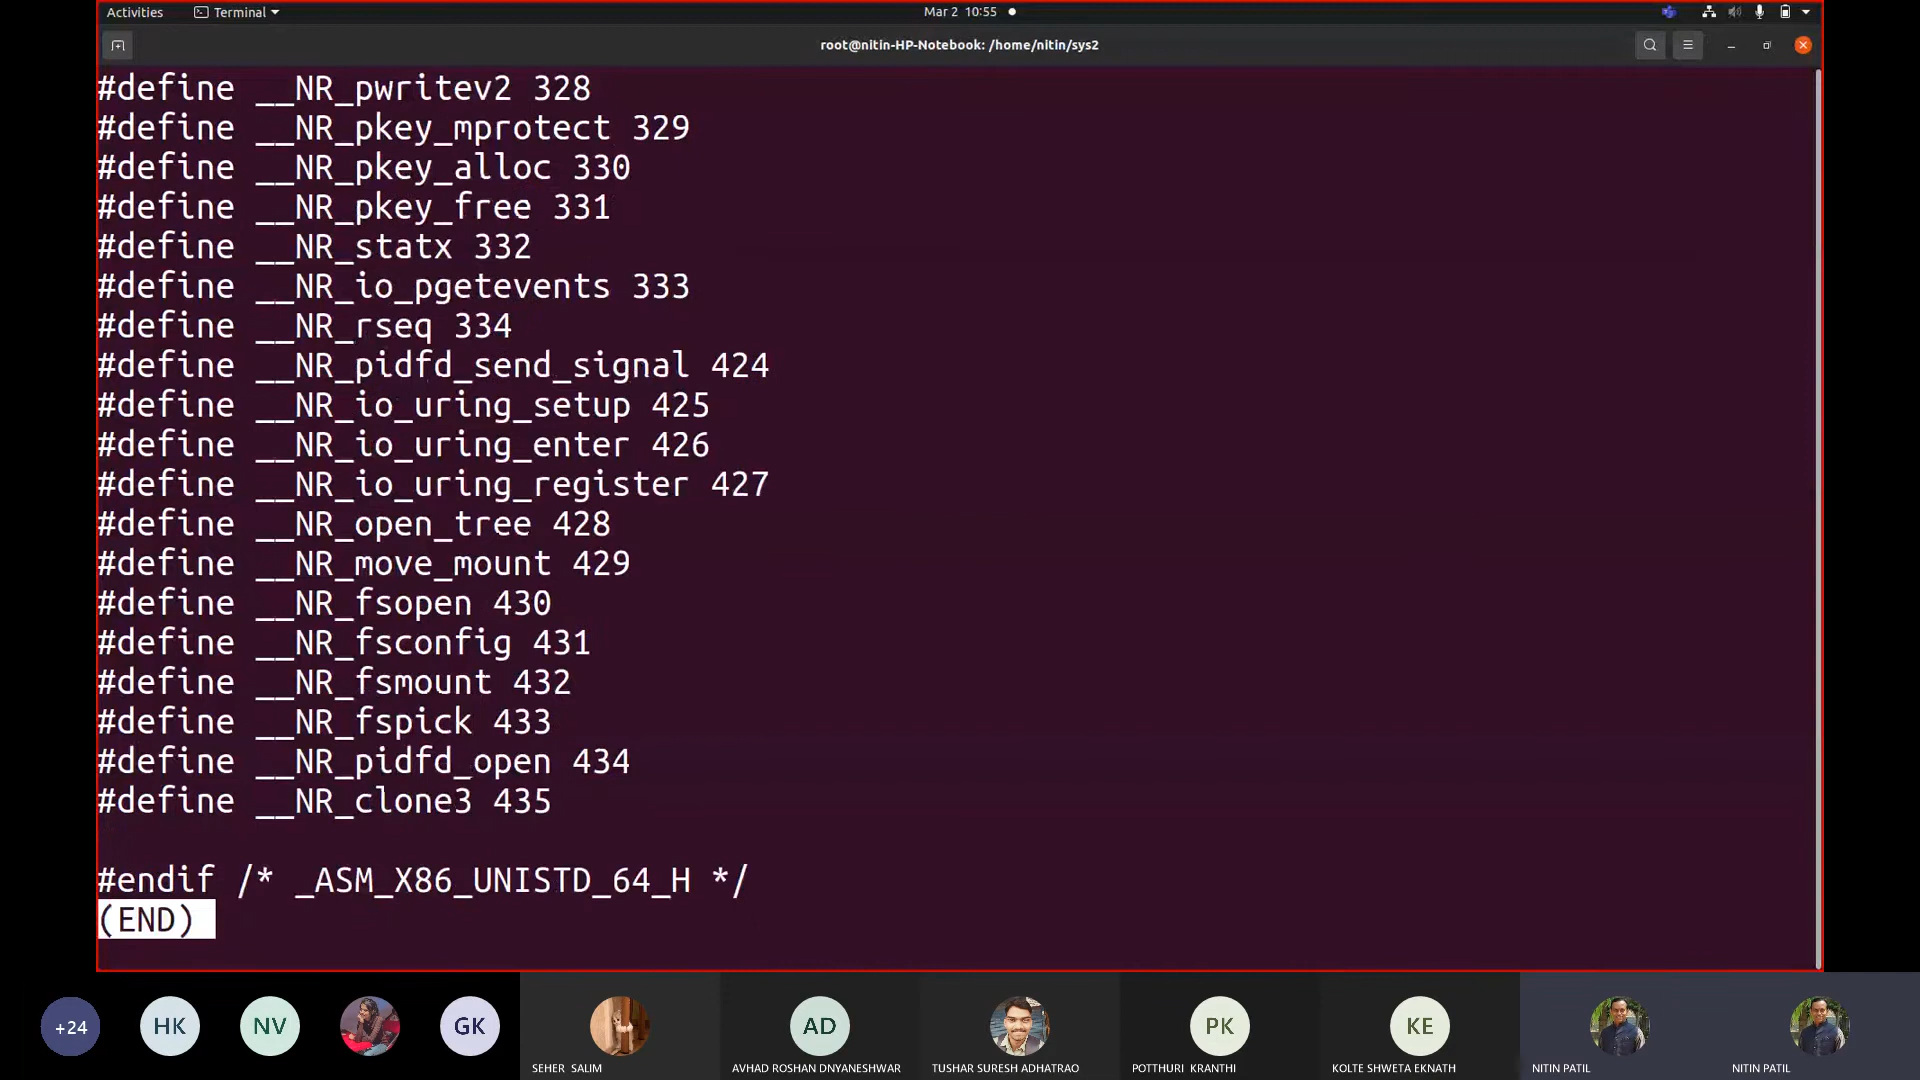 Activities Terminal Mar 2 10:55
root@nitin-HP-Notebook: /home/nitin/sys2
#define __NR_pwritev2 328
#define __NR_pkey_mprotect 329
#define __NR_pkey_alloc 330
#define __NR_pkey_free 331
#define __NR_statx 332
#define __NR_io_pgetevents 333
#define __NR_rseq 334
#define __NR_pidfd_send_signal 424
#define __NR_io_uring_setup 425
#define __NR_io_uring_enter 426
#define __NR_io_uring_register 427
#define __NR_open_tree 428
#define __NR_move_mount 429
#define __NR_fsopen 430
#define __NR_fsconfig 431
#define __NR_fsmount 432
#define __NR_fspick 433
#define __NR_pidfd_open 434
#define __NR_clone3 435
#endif /* _ASM_X86_UNISTD_64_H */
(END)
+24 HK NV GK AD PK KE
SEHER SALIM AVHAD ROSHAN DNYANESHWAR TUSHAR SURESH ADHATRAO POTTHURI KRANTHI KOLTE SHWETA EKNATH NITIN PATIL NITIN PATIL